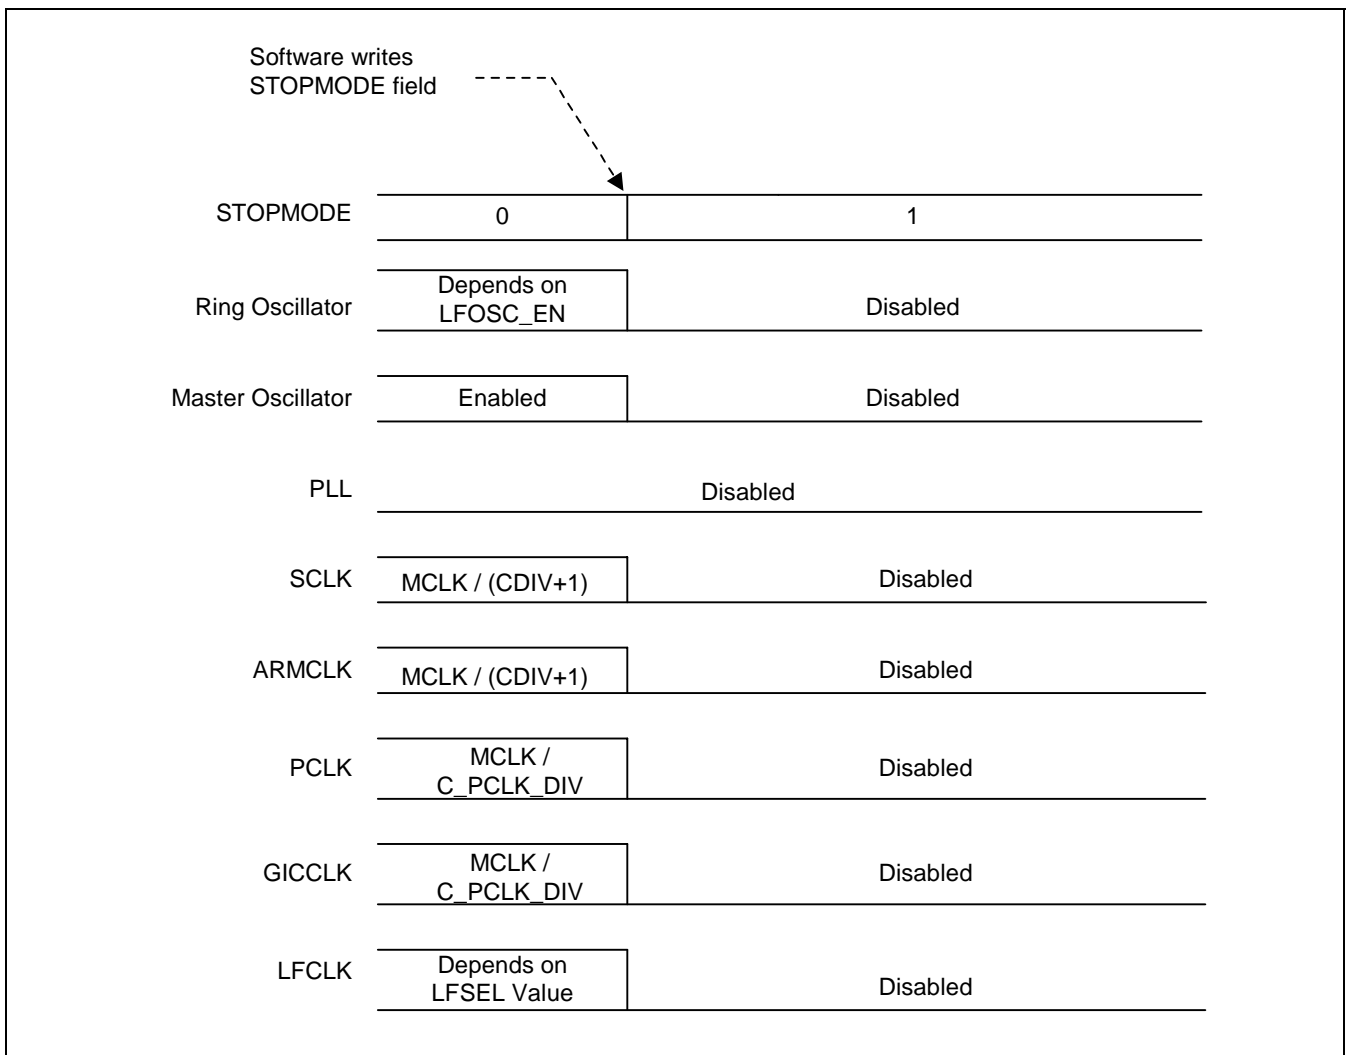 Software writes
STOPMODE field
STOPMODE 0 1
Depends on
LFOSC_EN
Ring Oscillator Disabled
Master Oscillator Enabled Disabled
PLL Disabled
SCLK MCLK / (CDIV+1) Disabled
ARMCLK MCLK / (CDIV+1) Disabled
PCLK MCLK /
C_PCLK_DIV Disabled
GICCLK MCLK /
C_PCLK_DIV Disabled
LFCLK Depends on
LFSEL Value Disabled